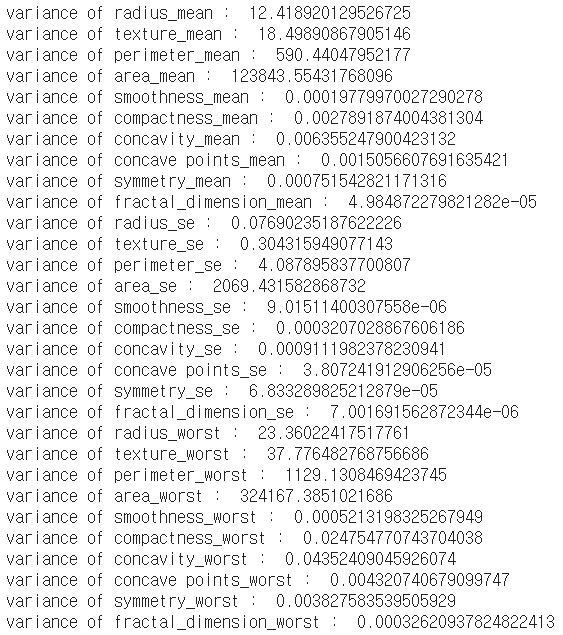 variance of radius_mean :  12.418920129526725
variance of texture_mean :  18.49890867905146
variance of perimeter_mean :  590.44047952177
variance of area_mean :  123843.55431768096
variance of smoothness_mean :  0.00019779970027290278
variance of compactness_mean :  0.0027891874004381304
variance of concavity_mean :  0.006355247900423132
variance of concave points_mean :  0.0015056607691635421
variance of symmetry_mean :  0.000751542821171316
variance of fractal_dimension_mean :  4.984872279821282e-05
variance of radius_se :  0.07690235187622226
variance of texture_se :  0.304315949077143
variance of perimeter_se :  4.087895837700807
variance of area_se :  2069.431582868732
variance of smoothness_se :  9.01511400307558e-06
variance of compactness_se :  0.0003207028867606186
variance of concavity_se :  0.0009111982378230941
variance of concave points_se :  3.807241912906256e-05
variance of symmetry_se :  6.833289825212879e-05
variance of fractal_dimension_se :  7.001691562872344e-06
variance of radius_worst :  23.36022417517761
variance of texture_worst :  37.776482768756686
variance of perimeter_worst :  1129.1308469423745
variance of area_worst :  324167.3851021686
variance of smoothness_worst :  0.0005213198325267949
variance of compactness_worst :  0.024754770743704038
variance of concavity_worst :  0.04352409045926074
variance of concave points_worst :  0.004320740679099747
variance of symmetry_worst :  0.003827583539505929
variance of fractal_dimension_worst :  0.00032620937824822413